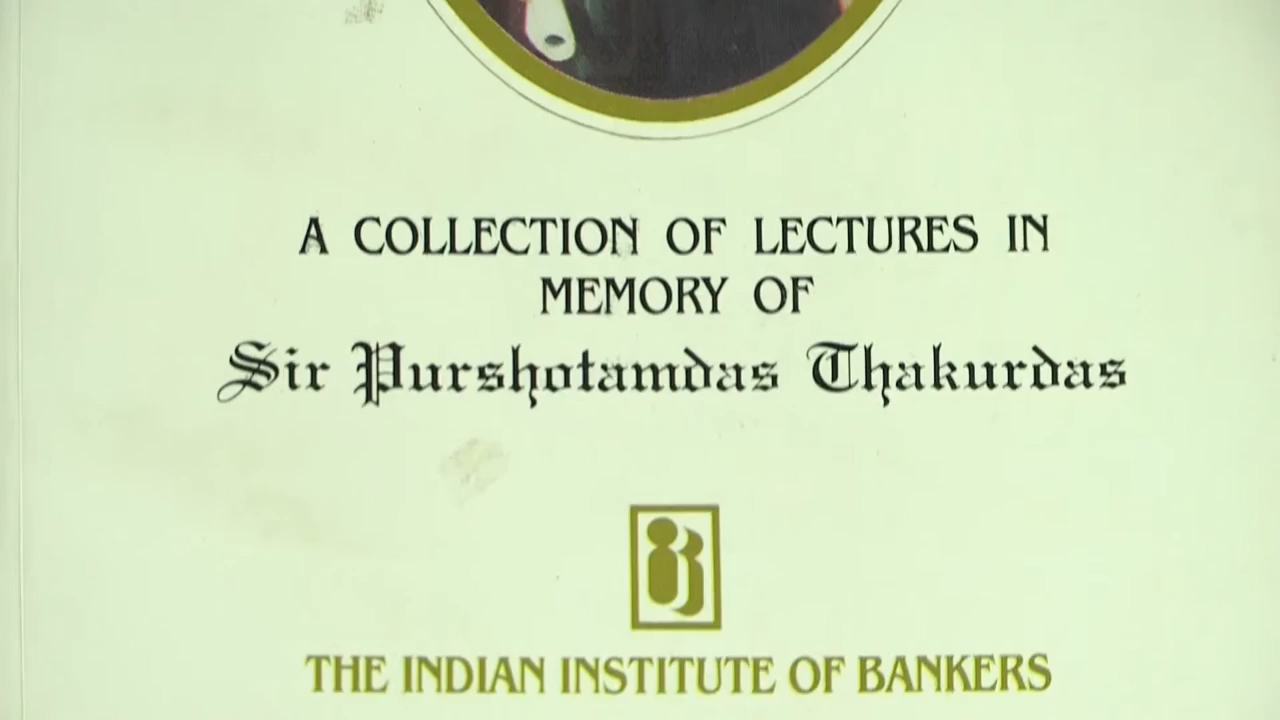 A COLLECTION OF LECTURES IN
MEMORY OF
Sir Purshotamdas Thakurdas
THE INDIAN INSTITUTE OF BANKERS